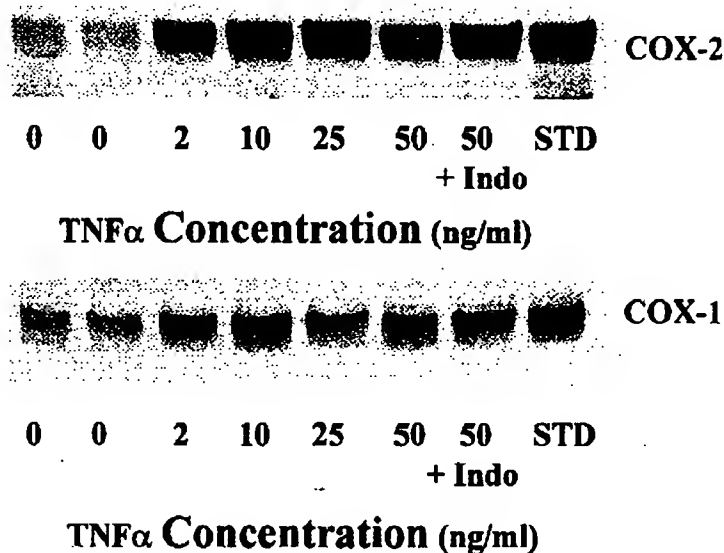 COX-2
0 0 2 10 25 50 50 STD
+ Indo
TNFα Concentration (ng/ml)
COX-1
0 0 2 10 25 50 50 STD
+ Indo
TNFα Concentration (ng/ml)